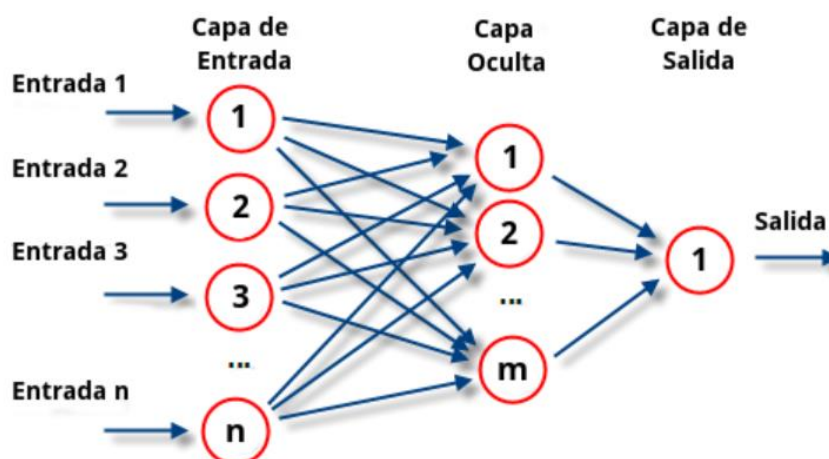 Capa de
Entrada
Capa
Oculta
Capa de
Salida
Entrada 1
Entrada 2
Entrada 3
Entrada n
1
2
3
...
n
1
2
...
m
1
Salida